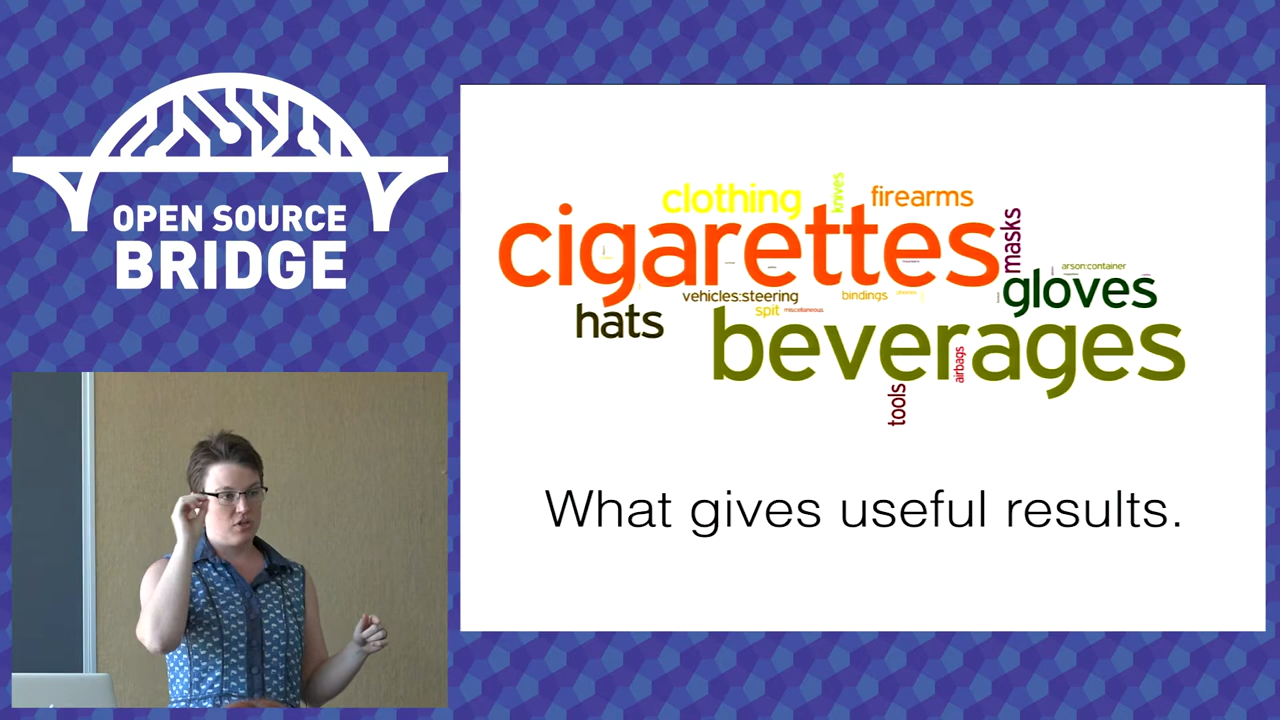 OPEN SOURCE
BRIDGE
clothing
knives
firearms
cigarettes
masks
arson:container
gloves
vehicles:steering
bindings
hats
spit
miscellaneous
beverages
airbags
tools
What gives useful results.